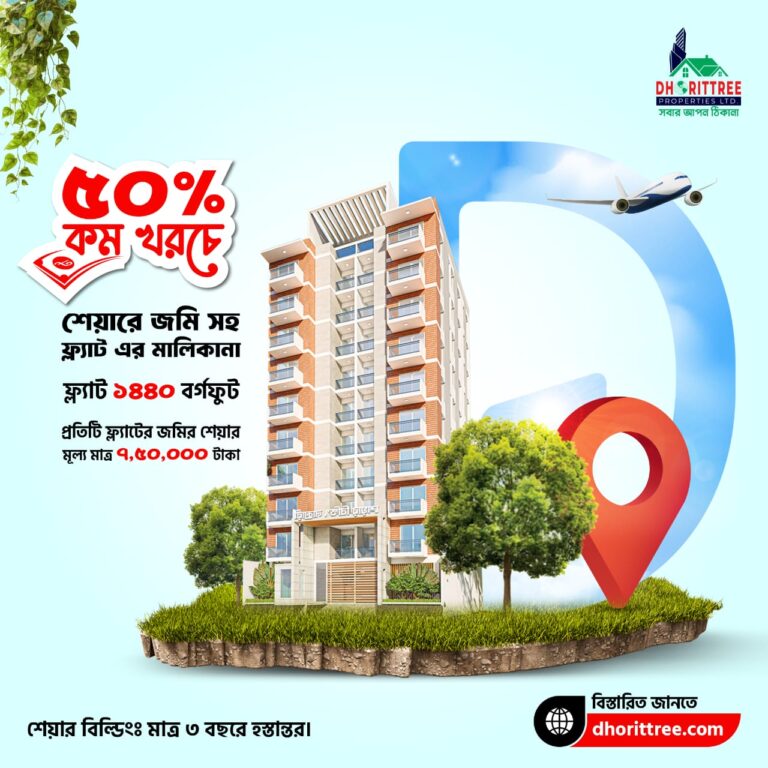 DHORITTREE
PROPERTIES LTD.
সবার আপন ঠিকানা
৫০%
কম খরচে
শেয়ারে জমি সহ
ফ্ল্যাট এর মালিকানা
ফ্ল্যাট ১৪৪০ বর্গফুট
প্রতিটি ফ্ল্যাটের জমির শেয়ার
মূল্য মাত্র ৭,৫০,০০০ টাকা
শেয়ার বিল্ডিংঃ মাত্র ৩ বছরে হস্তান্তর।
বিস্তারিত জানতে
dhorittree.com